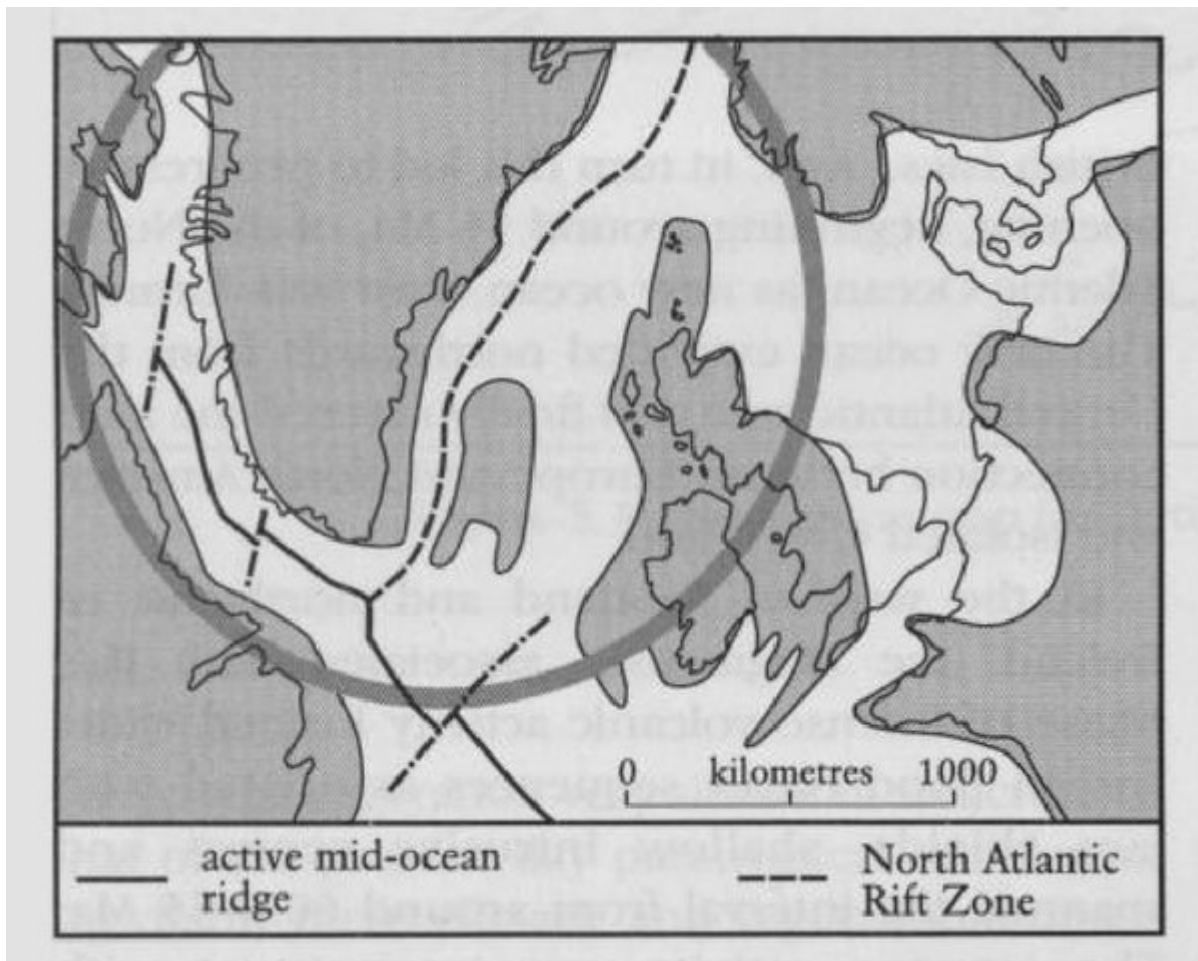 0 kilometres 1000
active mid-ocean
ridge
North Atlantic
Rift Zone